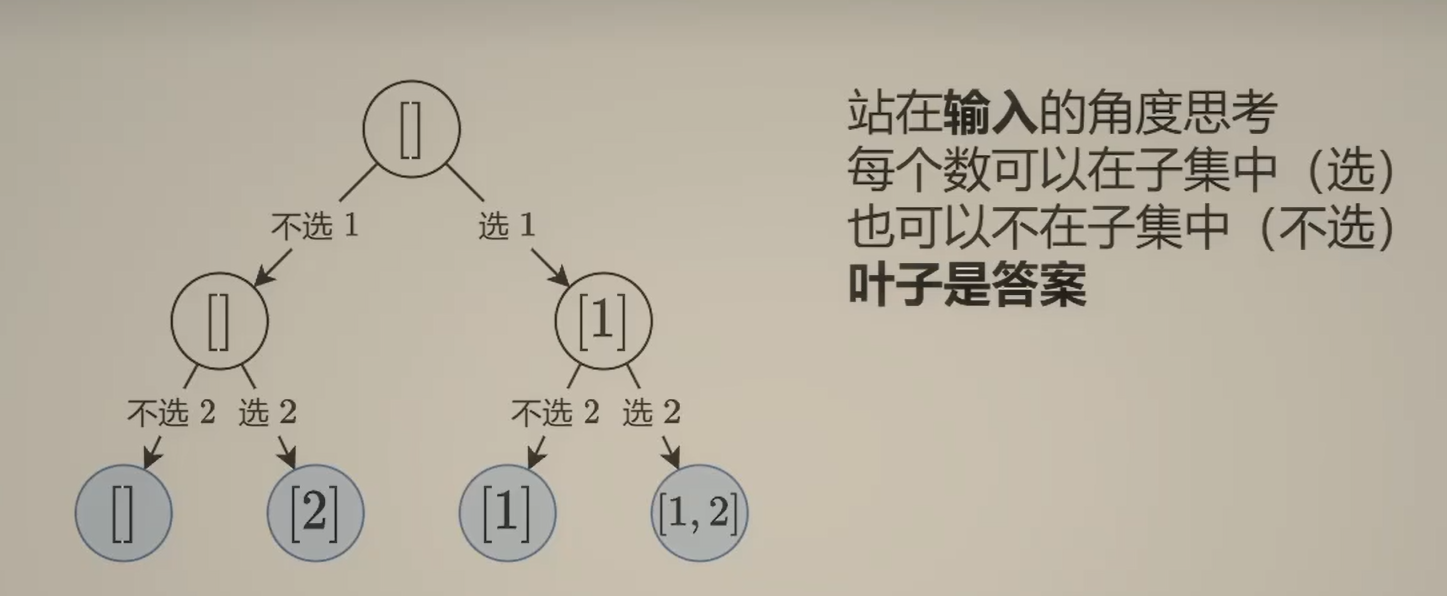 []
不选 1 选 1
[] [1]
不选 2 选 2 不选 2 选 2
[] [2] [1] [1, 2]
站在输入的角度思考
每个数可以在子集中（选）
也可以不在子集中（不选）
叶子是答案